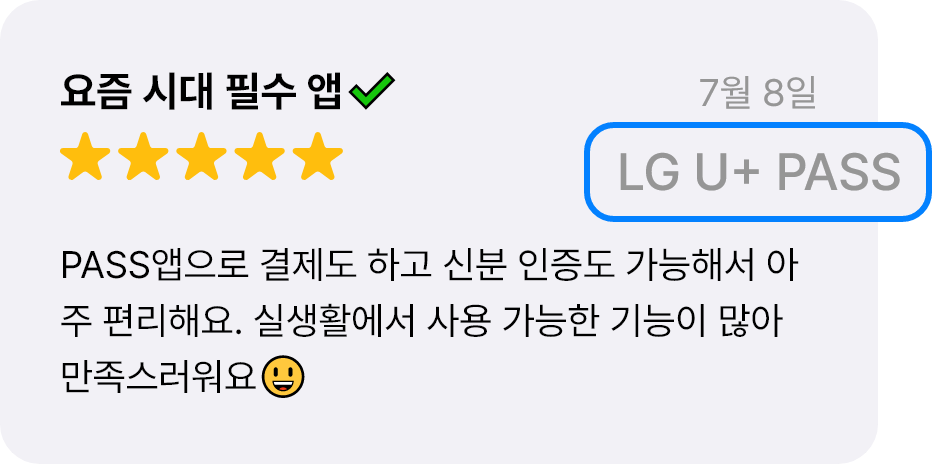 요즘 시대 필수 앱✔
7월 8일
LG U+ PASS
PASS앱으로 결제도 하고 신분 인증도 가능해서 아
주 편리해요. 실생활에서 사용 가능한 기능이 많아
만족스러워요😃